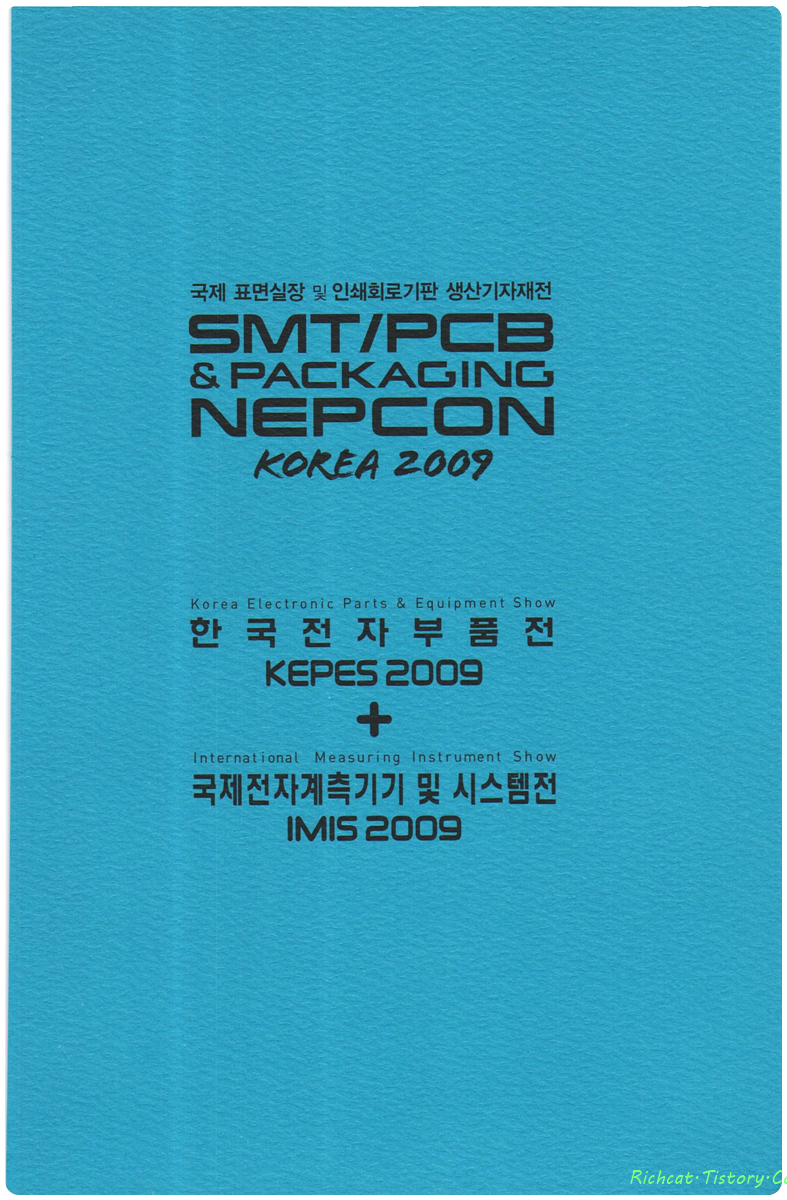 국제 표면실장 및 인쇄회로기판 생산기자재전
SMT/PCB
& PACKAGING
NEPCON
KOREA 2009
Korea Electronic Parts & Equipment Show
한국전자부품전
KEPES 2009
+
International Measuring Instrument Show
국제전자계측기기 및 시스템전
IMIS 2009
Richcat·Tistory·Co